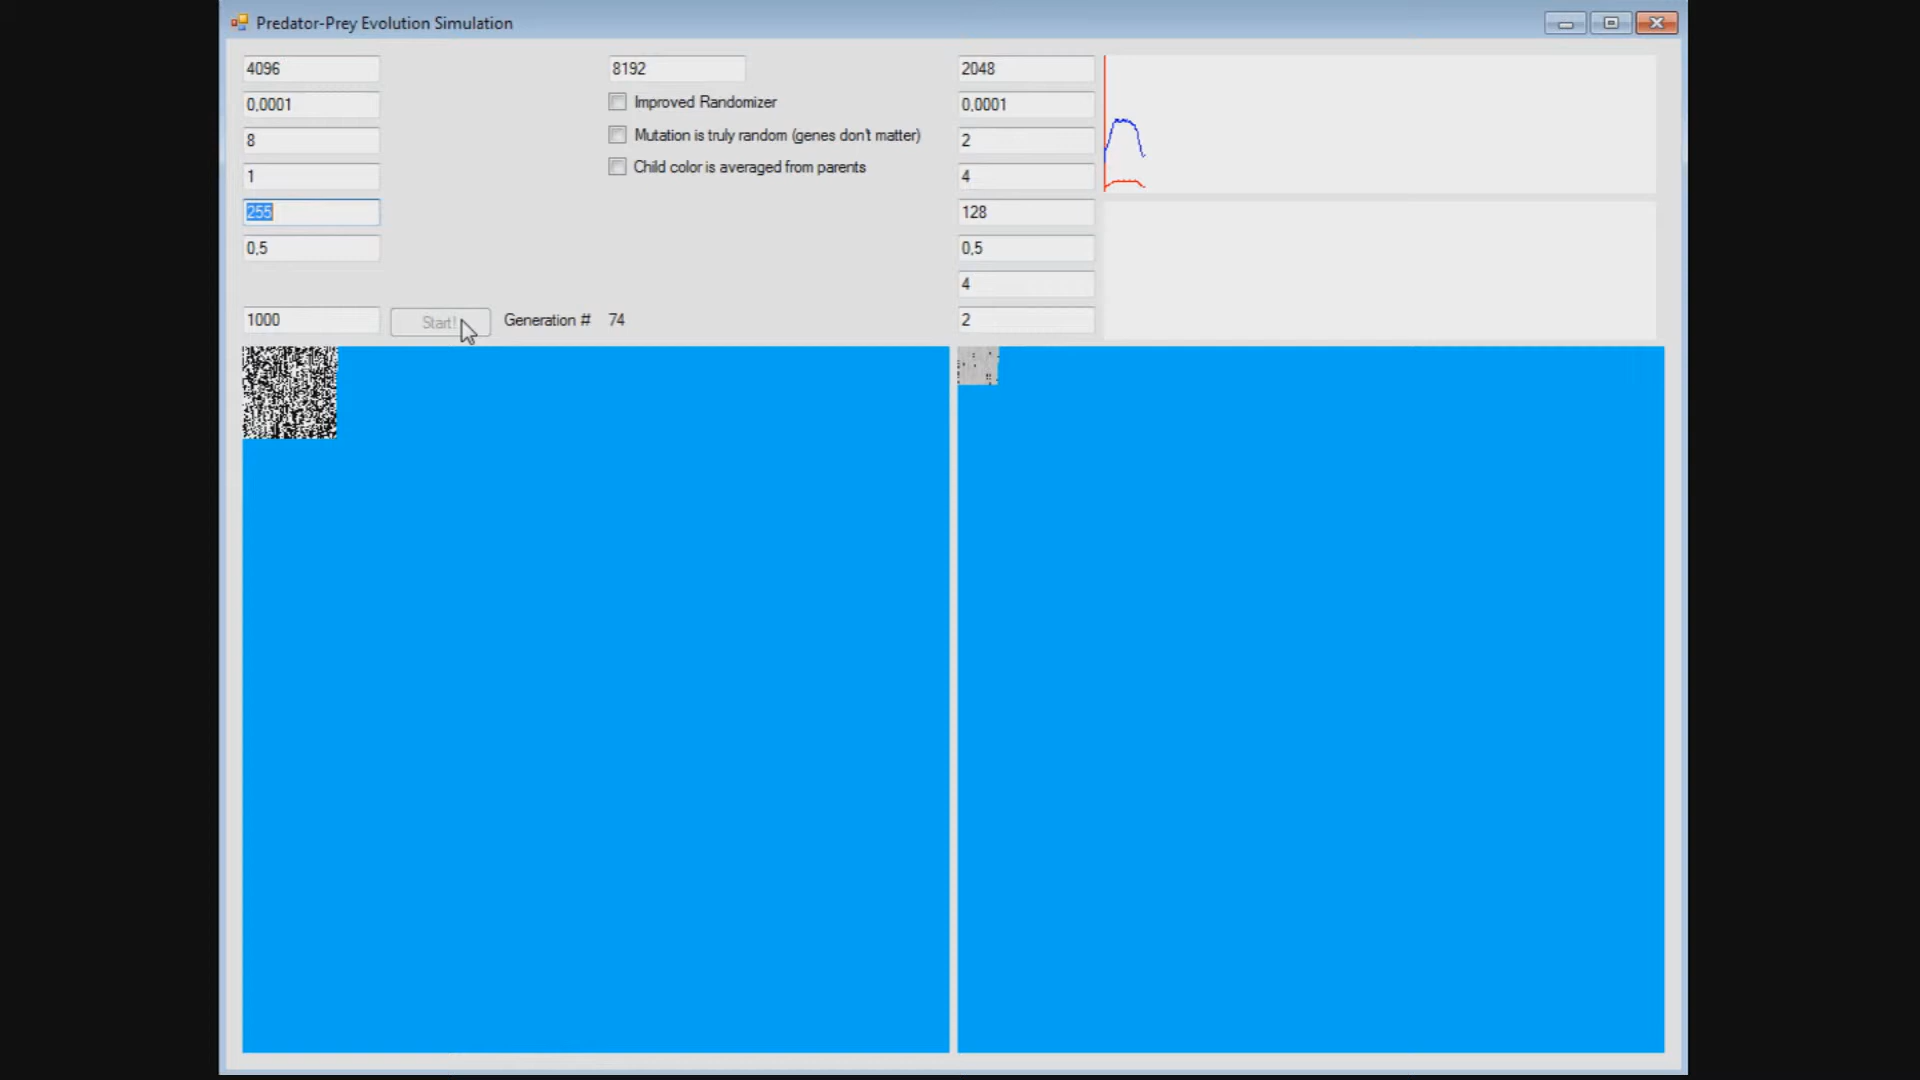 Predator-Prey Evolution Simulation
4096 8192 2048
0,0001 Improved Randomizer 0,0001
8 Mutation is truly random (genes don't matter) 2
1 Child color is averaged from parents 4
255 128
0,5 0,5
4
1000 Start! Generation # 74 2